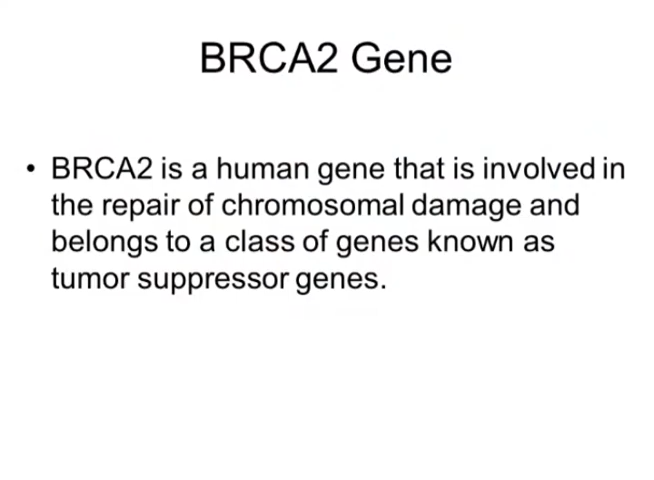 BRCA2 Gene
• BRCA2 is a human gene that is involved in
the repair of chromosomal damage and
belongs to a class of genes known as
tumor suppressor genes.